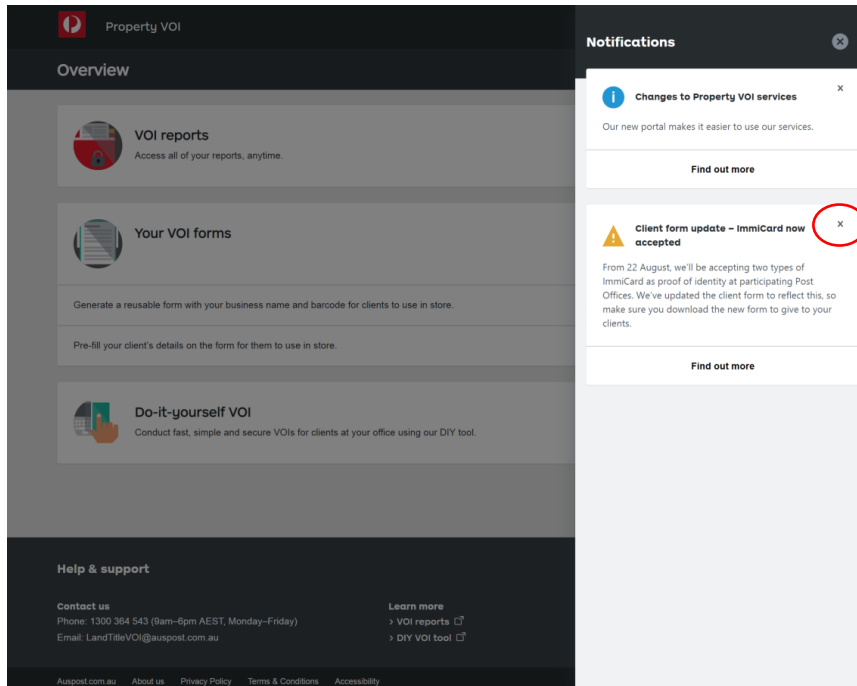 Property VOI
Overview
VOI reports
Access all of your reports, anytime.
Your VOI forms
Generate a reusable form with your business name and barcode for clients to use in store.
Pre-fill your client's details on the form for them to use in store.
Do-it-yourself VOI
Conduct fast, simple and secure VOIs for clients at your office using our DIY tool.
Help & support
Contact us
Phone: 1300 364 543 (9am–6pm AEST, Monday–Friday)
Email: LandTitleVOI@auspost.com.au
Learn more
› VOI reports
› DIY VOI tool
Auspost.com.au About us Privacy Policy Terms & Conditions Accessibility
Notifications
Changes to Property VOI services
x
Our new portal makes it easier to use our services.
Find out more
Client form update – ImmiCard now
accepted
x
From 22 August, we'll be accepting two types of
ImmiCard as proof of identity at participating Post
Offices. We've updated the client form to reflect this, so
make sure you download the new form to give to your
clients.
Find out more